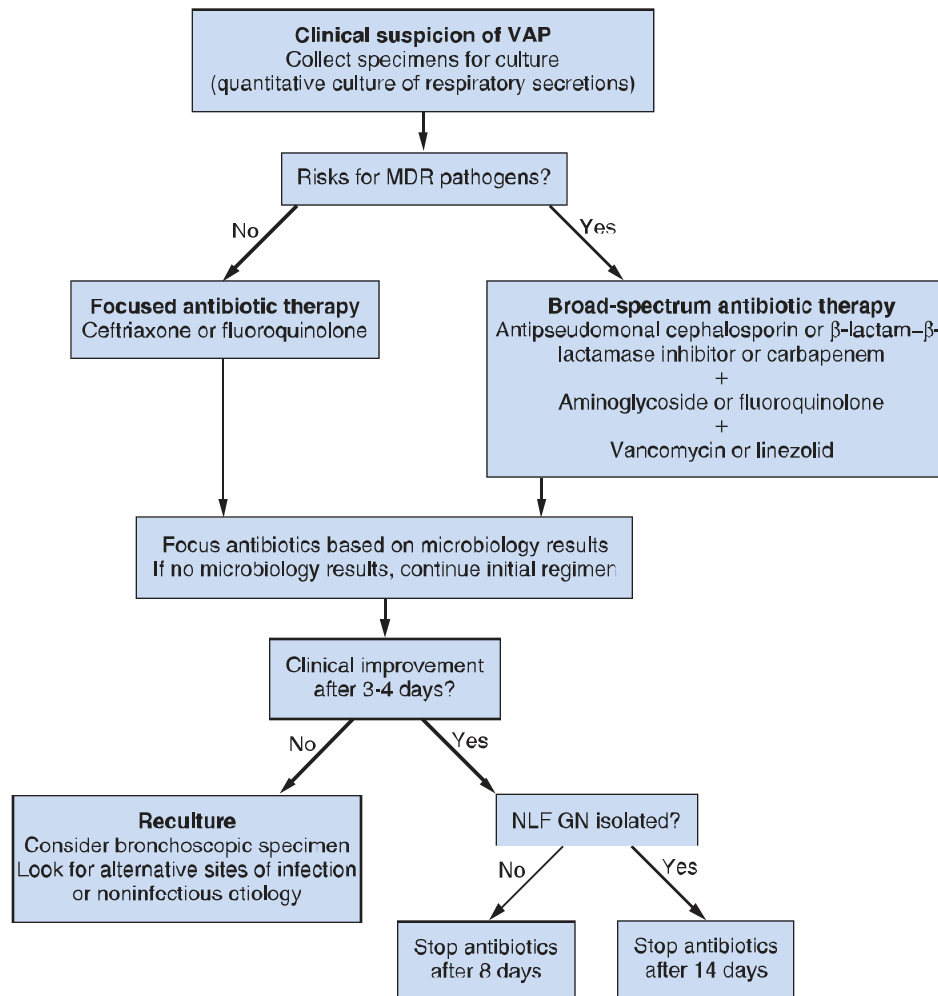 Clinical suspicion of VAP
Collect specimens for culture
(quantitative culture of respiratory secretions)
Risks for MDR pathogens?
No
Yes
Focused antibiotic therapy
Ceftriaxone or fluoroquinolone
Broad-spectrum antibiotic therapy
Antipseudomonal cephalosporin or β-lactam–β-
lactamase inhibitor or carbapenem
+
Aminoglycoside or fluoroquinolone
+
Vancomycin or linezolid
Focus antibiotics based on microbiology results
If no microbiology results, continue initial regimen
Clinical improvement
after 3-4 days?
No
Yes
Reculture
Consider bronchoscopic specimen
Look for alternative sites of infection
or noninfectious etiology
NLF GN isolated?
No
Yes
Stop antibiotics
after 8 days
Stop antibiotics
after 14 days